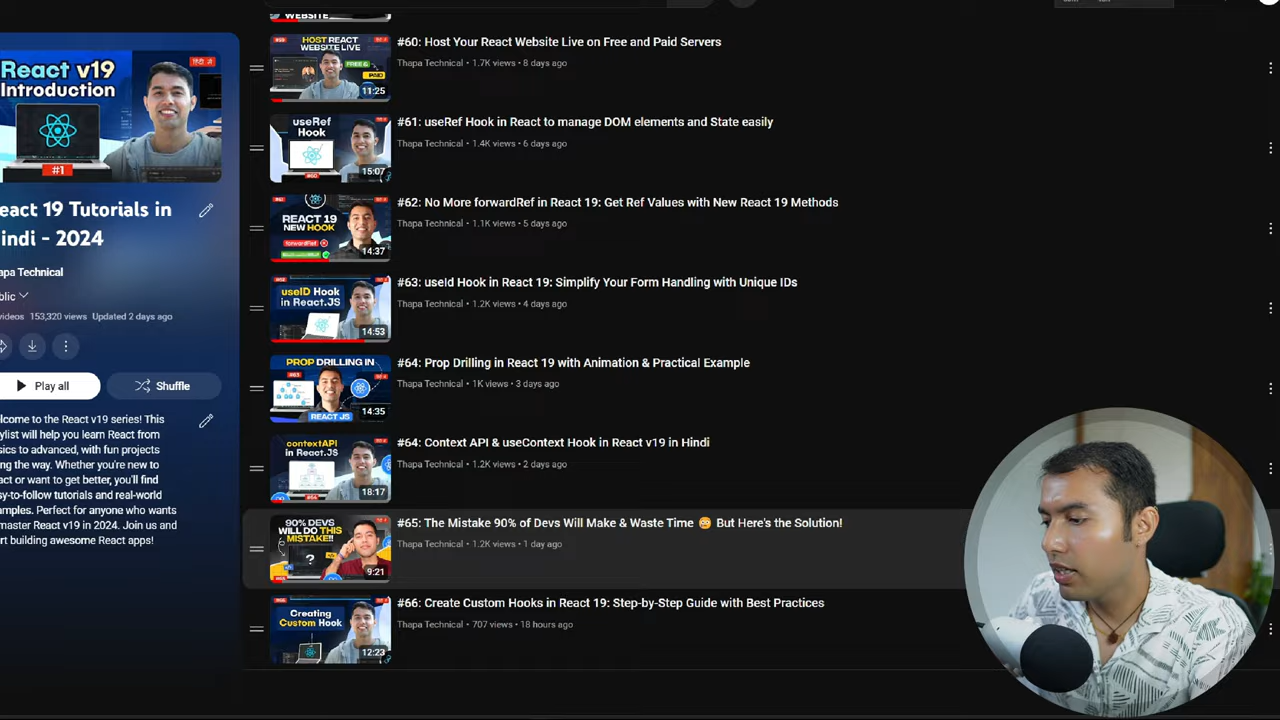 WEBSITE
React v19
Introduction
हिंदी में
#1
eact 19 Tutorials in
indi - 2024
apa Technical
blic
videos 153,320 views Updated 2 days ago
Play all
Shuffle
lcome to the React v19 series! This
ylist will help you learn React from
sics to advanced, with fun projects
ng the way. Whether you're new to
act or want to get better, you'll find
sy-to-follow tutorials and real-world
amples. Perfect for anyone who wants
master React v19 in 2024. Join us and
rt building awesome React apps!
HOST REACT
WEBSITE LIVE
FREE
PAID
11:25
#60: Host Your React Website Live on Free and Paid Servers
Thapa Technical • 1.7K views • 8 days ago
useRef
Hook
#60
15:07
#61: useRef Hook in React to manage DOM elements and State easily
Thapa Technical • 1.4K views • 6 days ago
REACT 19
NEW HOOK
forwardRef
14:37
#62: No More forwardRef in React 19: Get Ref Values with New React 19 Methods
Thapa Technical • 1.1K views • 5 days ago
useID Hook
in React.JS
14:53
#63: useId Hook in React 19: Simplify Your Form Handling with Unique IDs
Thapa Technical • 1.2K views • 4 days ago
PROP DRILLING IN
REACT JS
14:35
#64: Prop Drilling in React 19 with Animation & Practical Example
Thapa Technical • 1K views • 3 days ago
contextAPI
in React.JS
18:17
#64: Context API & useContext Hook in React v19 in Hindi
Thapa Technical • 1.2K views • 2 days ago
90% DEVS
WILL DO THIS
MISTAKE!!
?
9:21
#65: The Mistake 90% of Devs Will Make & Waste Time 😳 But Here's the Solution!
Thapa Technical • 1.2K views • 1 day ago
Creating
Custom Hook
12:23
#66: Create Custom Hooks in React 19: Step-by-Step Guide with Best Practices
Thapa Technical • 707 views • 18 hours ago